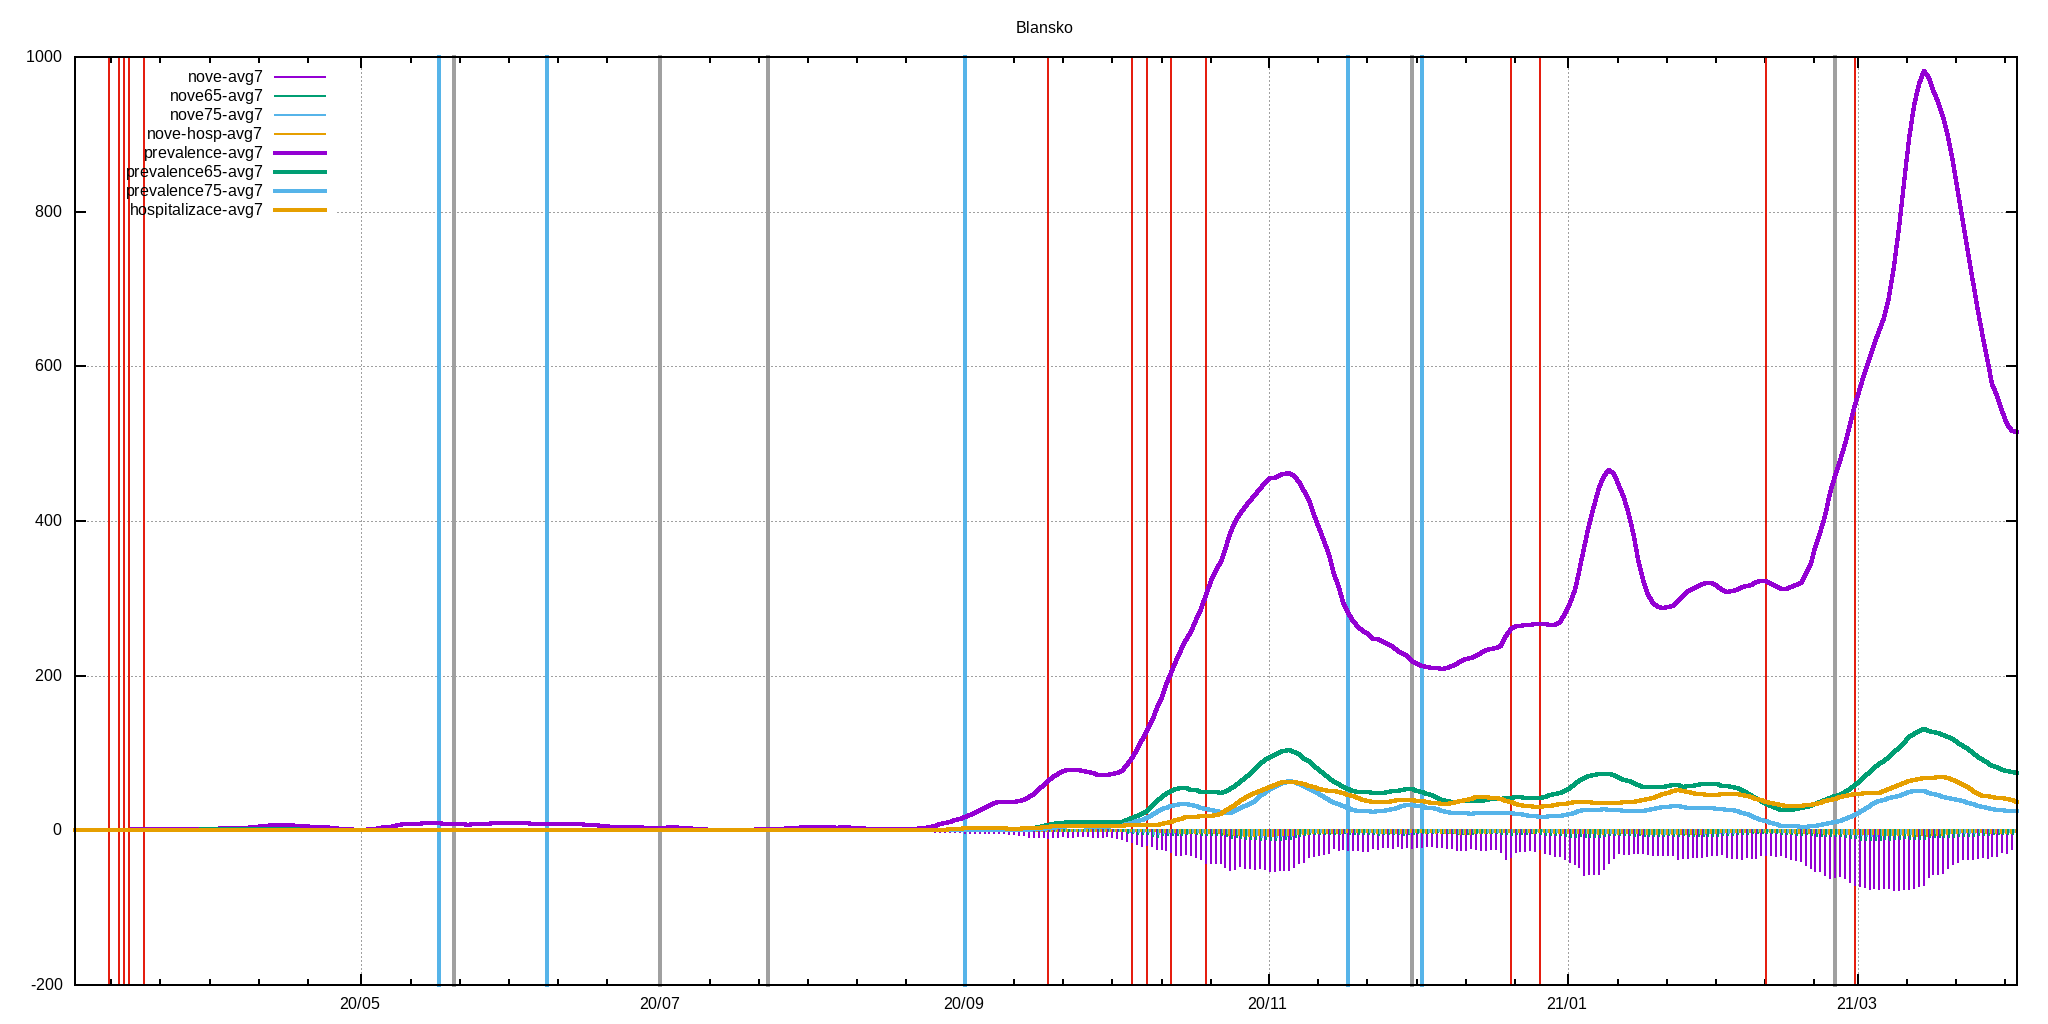 Blansko
1000
800
600
400
200
0
-200
nove-avg7
nove65-avg7
nove75-avg7
nove-hosp-avg7
prevalence-avg7
prevalence65-avg7
prevalence75-avg7
hospitalizace-avg7
20/05 20/07 20/09 20/11 21/01 21/03